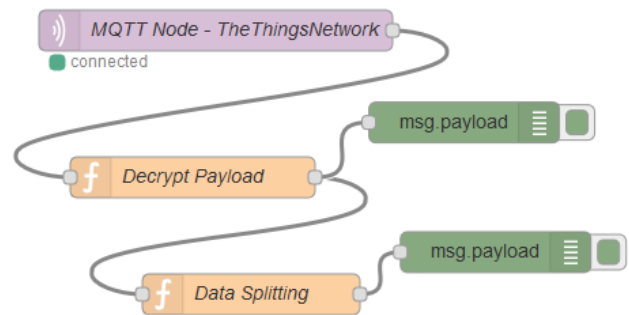 MQTT Node - TheThingsNetwork
connected
msg.payload
Decrypt Payload
msg.payload
Data Splitting